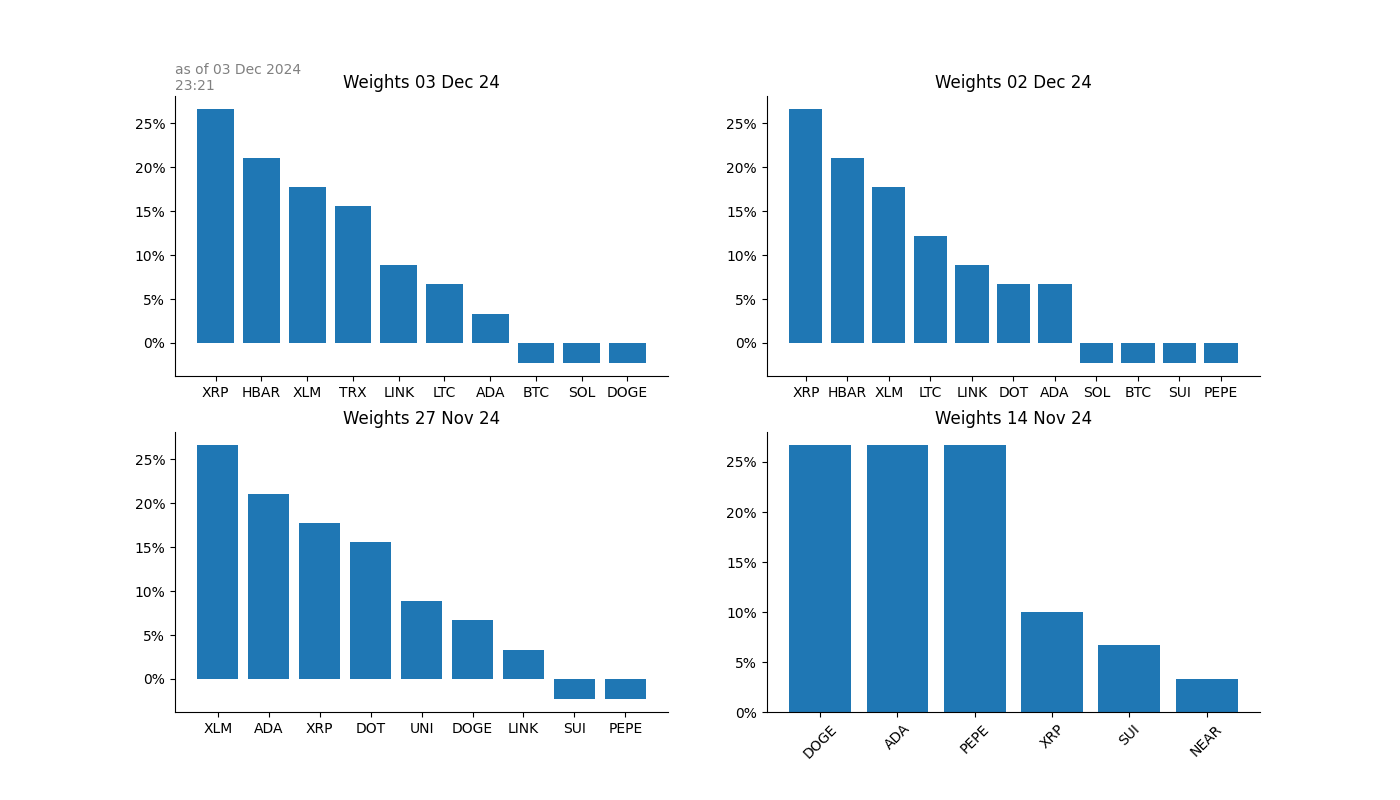 as of 03 Dec 2024
23:21
Weights 03 Dec 24
25%
20%
15%
10%
5%
0%
XRP HBAR XLM TRX LINK LTC ADA BTC SOL DOGE
Weights 02 Dec 24
25%
20%
15%
10%
5%
0%
XRP HBAR XLM LTC LINK DOT ADA SOL BTC SUI PEPE
Weights 27 Nov 24
25%
20%
15%
10%
5%
0%
XLM ADA XRP DOT UNI DOGE LINK SUI PEPE
Weights 14 Nov 24
25%
20%
15%
10%
5%
0%
DOGE ADA PEPE XRP SUI NEAR